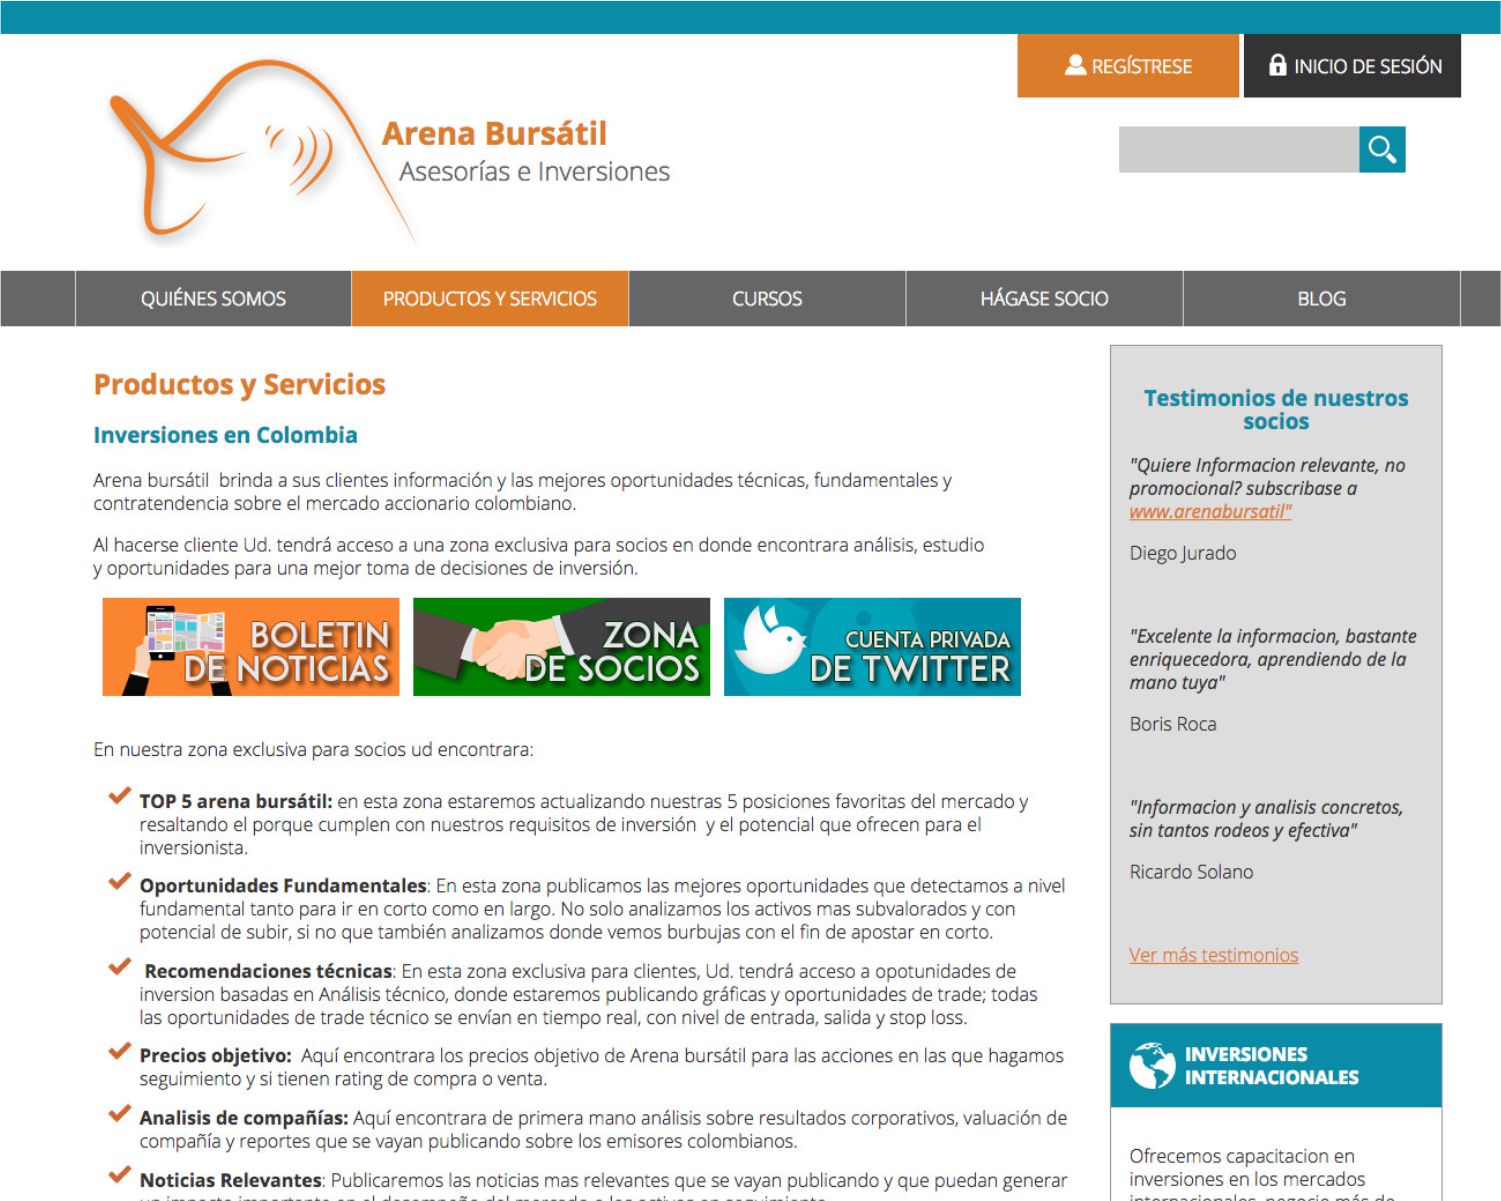 REGÍSTRESE
INICIO DE SESIÓN
Arena Bursátil
Asesorías e Inversiones
QUIÉNES SOMOS
PRODUCTOS Y SERVICIOS
CURSOS
HÁGASE SOCIO
BLOG
Productos y Servicios
Inversiones en Colombia
Arena bursátil  brinda a sus clientes información y las mejores oportunidades técnicas, fundamentales y
contratendencia sobre el mercado accionario colombiano.
Al hacerse cliente Ud. tendrá acceso a una zona exclusiva para socios en donde encontrara análisis, estudio
y oportunidades para una mejor toma de decisiones de inversión.
BOLETIN
DE NOTICIAS
ZONA
DE SOCIOS
CUENTA PRIVADA
DE TWITTER
En nuestra zona exclusiva para socios ud encontrara:
TOP 5 arena bursátil: en esta zona estaremos actualizando nuestras 5 posiciones favoritas del mercado y
resaltando el porque cumplen con nuestros requisitos de inversión  y el potencial que ofrecen para el
inversionista.
Oportunidades Fundamentales: En esta zona publicamos las mejores oportunidades que detectamos a nivel
fundamental tanto para ir en corto como en largo. No solo analizamos los activos mas subvalorados y con
potencial de subir, si no que también analizamos donde vemos burbujas con el fin de apostar en corto.
Recomendaciones técnicas: En esta zona exclusiva para clientes, Ud. tendrá acceso a opotunidades de
inversion basadas en Análisis técnico, donde estaremos publicando gráficas y oportunidades de trade; todas
las oportunidades de trade técnico se envían en tiempo real, con nivel de entrada, salida y stop loss.
Precios objetivo:  Aquí encontrara los precios objetivo de Arena bursátil para las acciones en las que hagamos
seguimiento y si tienen rating de compra o venta.
Analisis de compañías: Aquí encontrara de primera mano análisis sobre resultados corporativos, valuación de
compañía y reportes que se vayan publicando sobre los emisores colombianos.
Noticias Relevantes: Publicaremos las noticias mas relevantes que se vayan publicando y que puedan generar
un impacto importante en el desempeño del mercado o los activos en seguimiento.
Testimonios de nuestros
socios
"Quiere Informacion relevante, no
promocional? subscribase a
www.arenabursatil"
Diego Jurado
"Excelente la informacion, bastante
enriquecedora, aprendiendo de la
mano tuya"
Boris Roca
"Informacion y analisis concretos,
sin tantos rodeos y efectiva"
Ricardo Solano
Ver más testimonios
INVERSIONES
INTERNACIONALES
Ofrecemos capacitacion en
inversiones en los mercados
internacionales, negocie más de